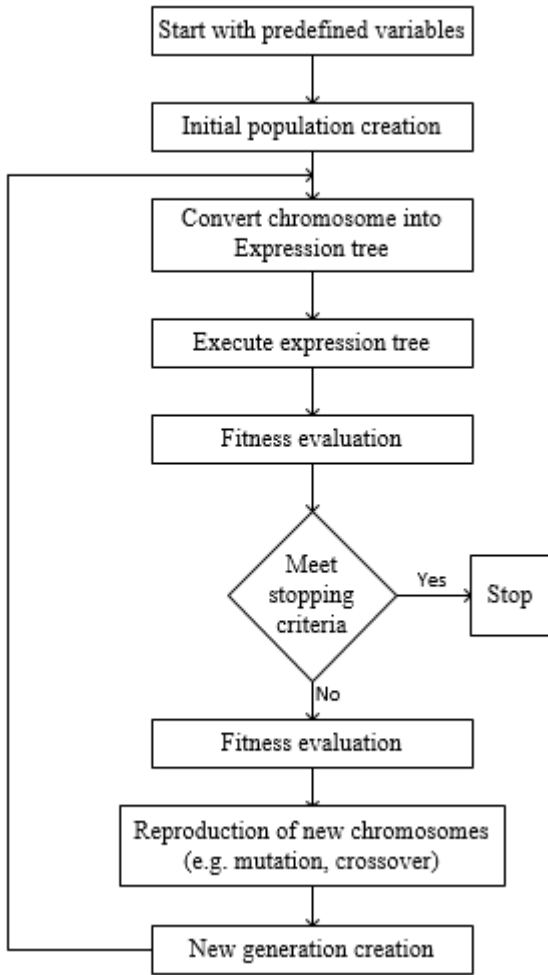 Start with predefined variables
Initial population creation
Convert chromosome into
Expression tree
Execute expression tree
Fitness evaluation
Meet
stopping
criteria
Yes
Stop
No
Fitness evaluation
Reproduction of new chromosomes
(e.g. mutation, crossover)
New generation creation